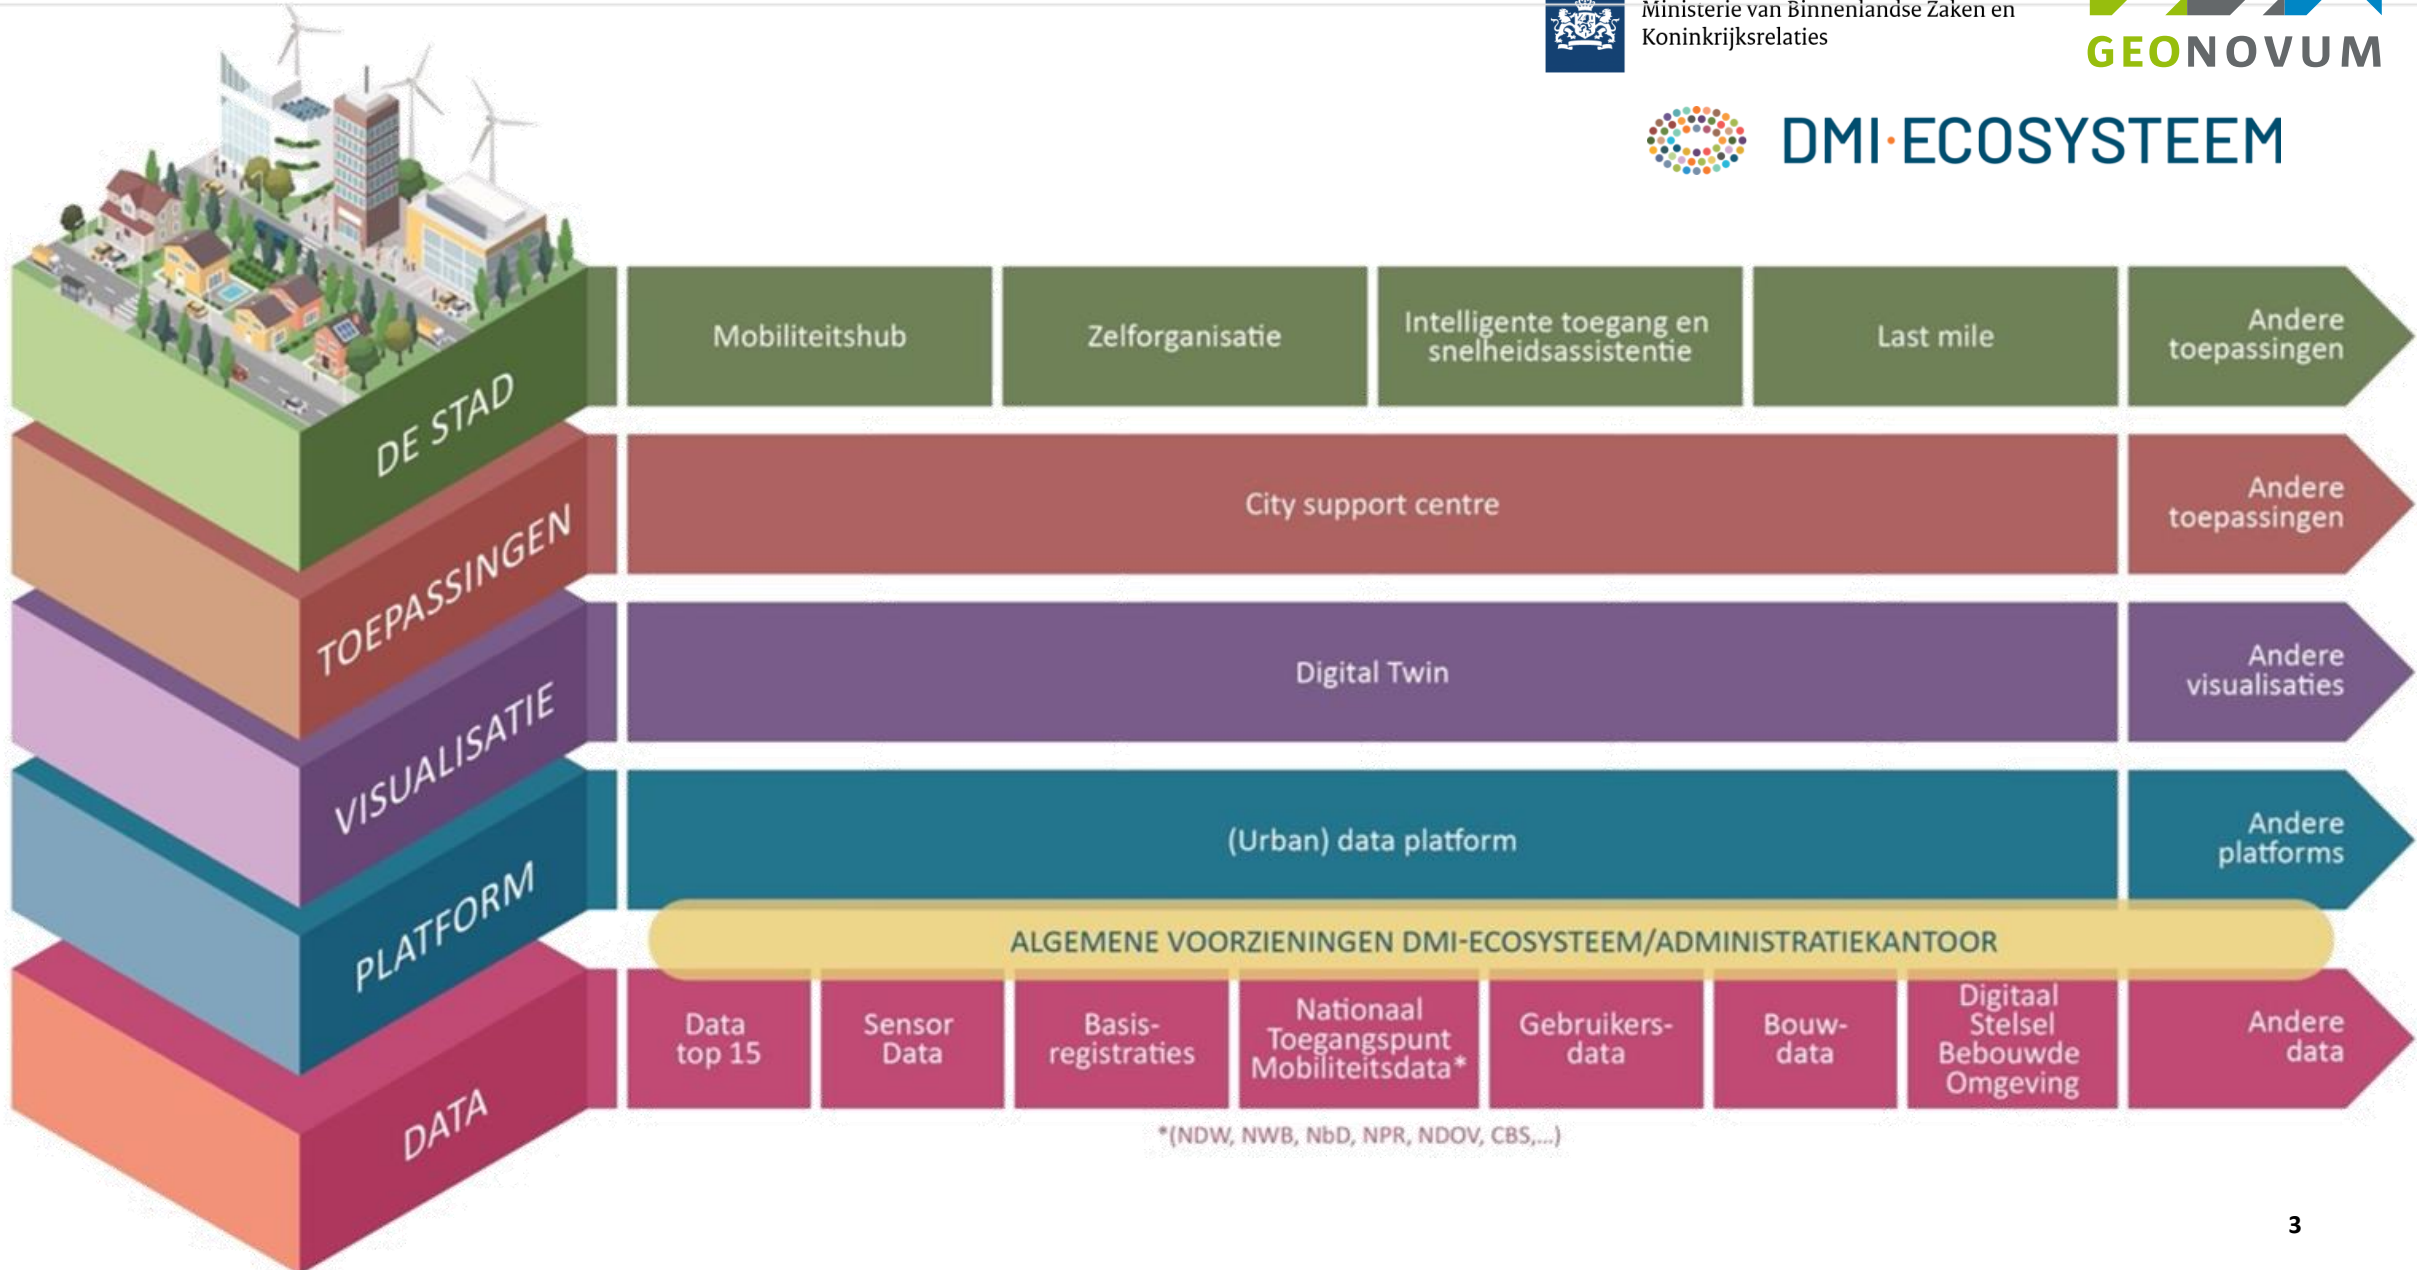 Ministerie van Binnenlandse Zaken en
Koninkrijksrelaties
GEONOVUM
DMI·ECOSYSTEEM
DE STAD
Mobiliteitshub
Zelforganisatie
Intelligente toegang en
snelheidsassistentie
Last mile
Andere
toepassingen
TOEPASSINGEN
City support centre
Andere
toepassingen
VISUALISATIE
Digital Twin
Andere
visualisaties
PLATFORM
(Urban) data platform
Andere
platforms
ALGEMENE VOORZIENINGEN DMI-ECOSYSTEEM/ADMINISTRATIEKANTOOR
DATA
Data
top 15
Sensor
Data
Basis-
registraties
Nationaal
Toegangspunt
Mobiliteitsdata*
Gebruikers-
data
Bouw-
data
Digitaal
Stelsel
Bebouwde
Omgeving
Andere
data
*(NDW, NWB, NbD, NPR, NDOV, CBS,...)
3